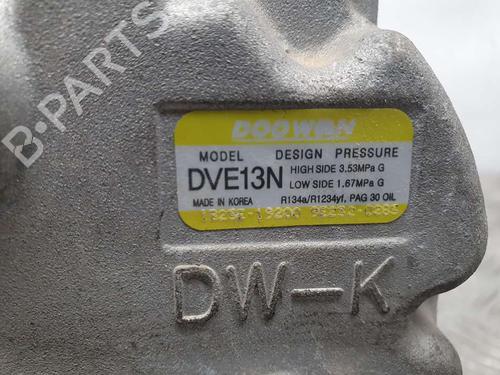 B-PARTS
DOOWON
MODEL DESIGN PRESSURE
DVE13N HIGH SIDE 3.53MPa G
LOW SIDE 1.67MPa G
MADE IN KOREA R134a/R1234yf, PAG 30 OIL
DW-K